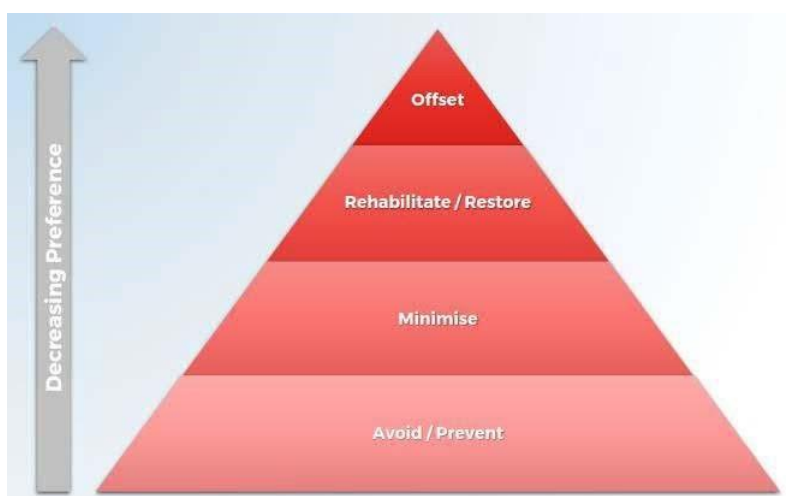 Decreasing Preference
Offset
Rehabilitate / Restore
Minimise
Avoid / Prevent